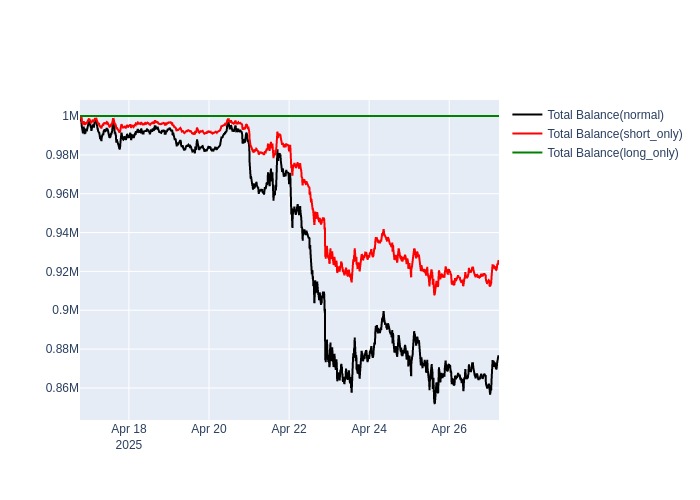 1M
0.98M
0.96M
0.94M
0.92M
0.9M
0.88M
0.86M
Apr 18
2025
Apr 20
Apr 22
Apr 24
Apr 26
Total Balance(normal)
Total Balance(short_only)
Total Balance(long_only)